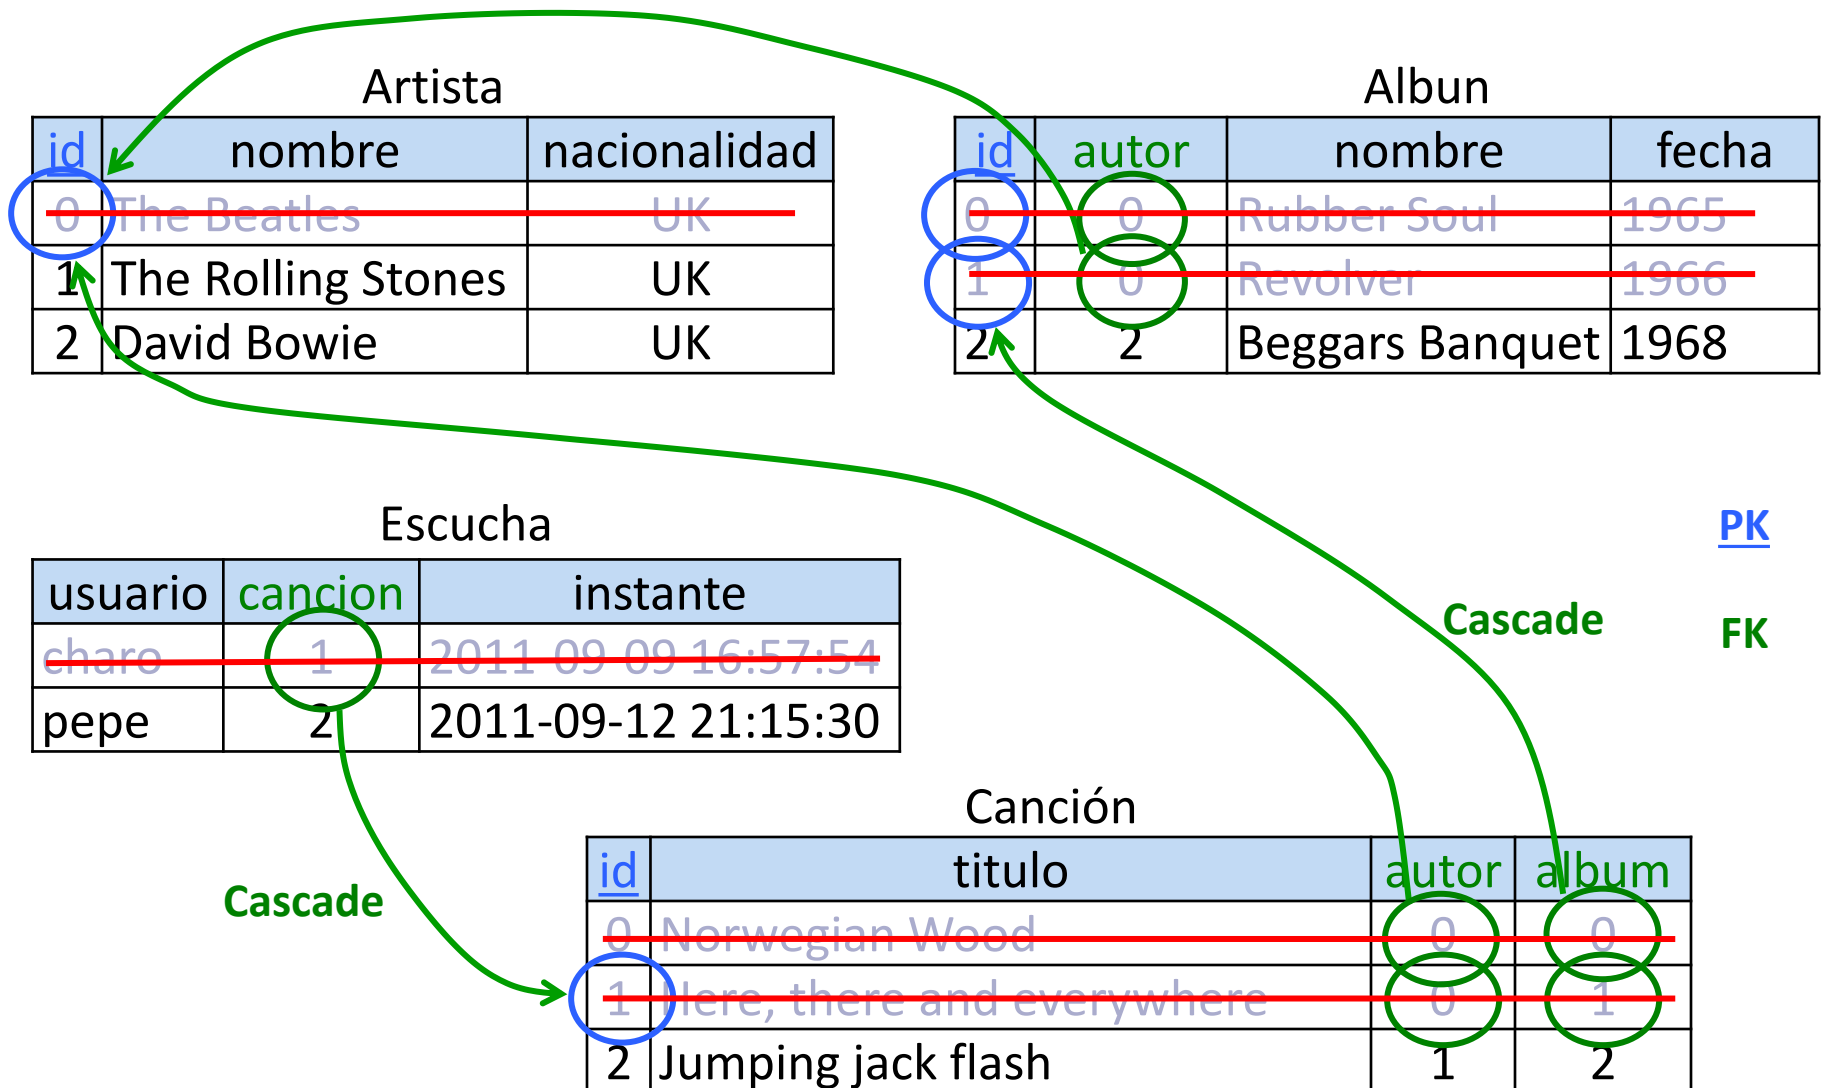 Artista
id nombre nacionalidad
0 The Beatles UK
1 The Rolling Stones UK
2 David Bowie UK
Albun
id autor nombre fecha
0 0 Rubber Soul 1965
1 0 Revolver 1966
2 2 Beggars Banquet 1968
Escucha
usuario cancion instante
charo 1 2011-09-09 16:57:54
pepe 2 2011-09-12 21:15:30
PK
Cascade
FK
Cascade
Canción
id titulo autor album
0 Norwegian Wood 0 0
1 Here, there and everywhere 0 1
2 Jumping jack flash 1 2